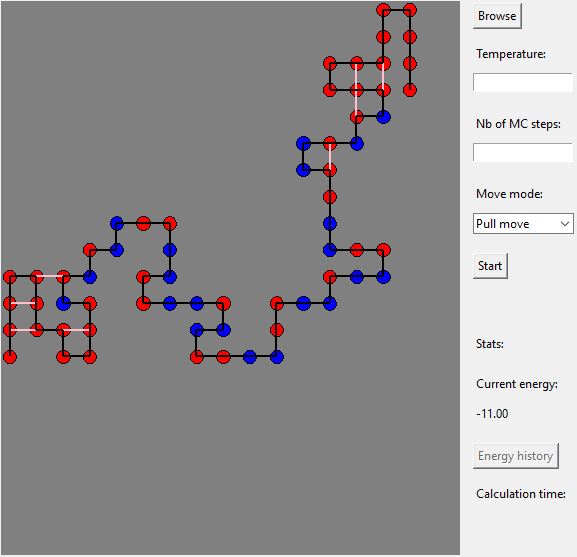 Browse
Temperature:
Nb of MC steps:
Move mode:
Pull move
Start
Stats:
Current energy:
-11.00
Energy history
Calculation time: